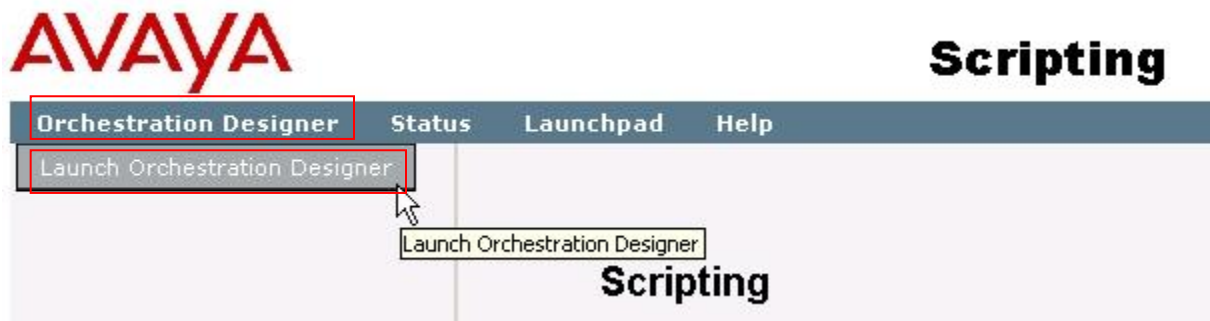 AVAYA
Scripting
Orchestration Designer Status Launchpad Help
Launch Orchestration Designer
Launch Orchestration Designer
Scripting